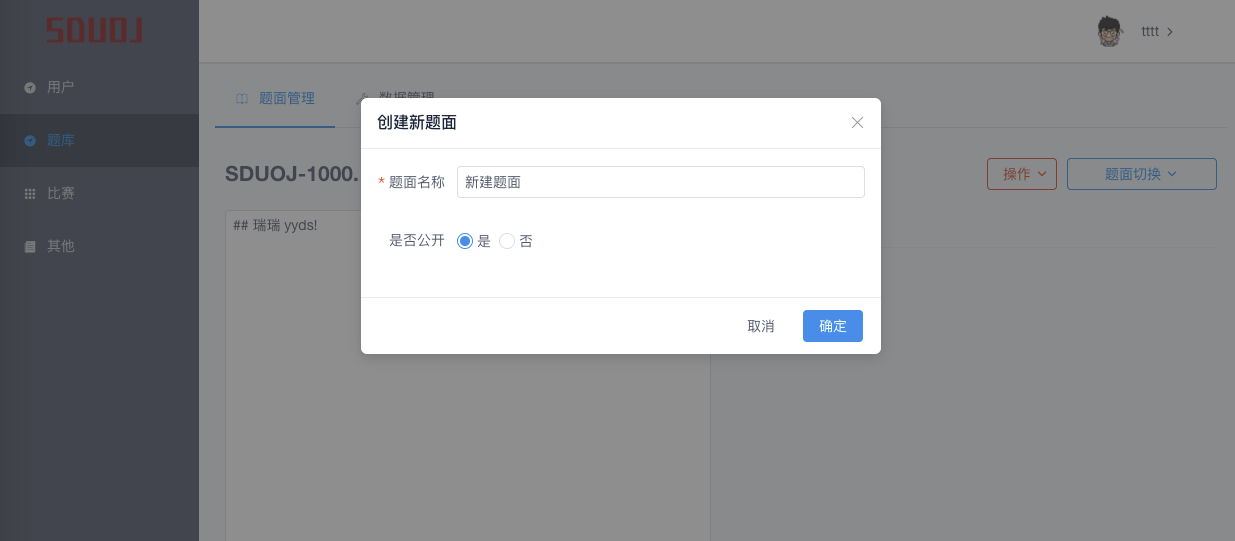 SDUOJ
tttt
用户
题库
比赛
其他
题面管理
数据管理
SDUOJ-1000.
操作
题面切换
## 瑞瑞 yyds!
创建新题面
* 题面名称
新建题面
是否公开
是
否
取消
确定